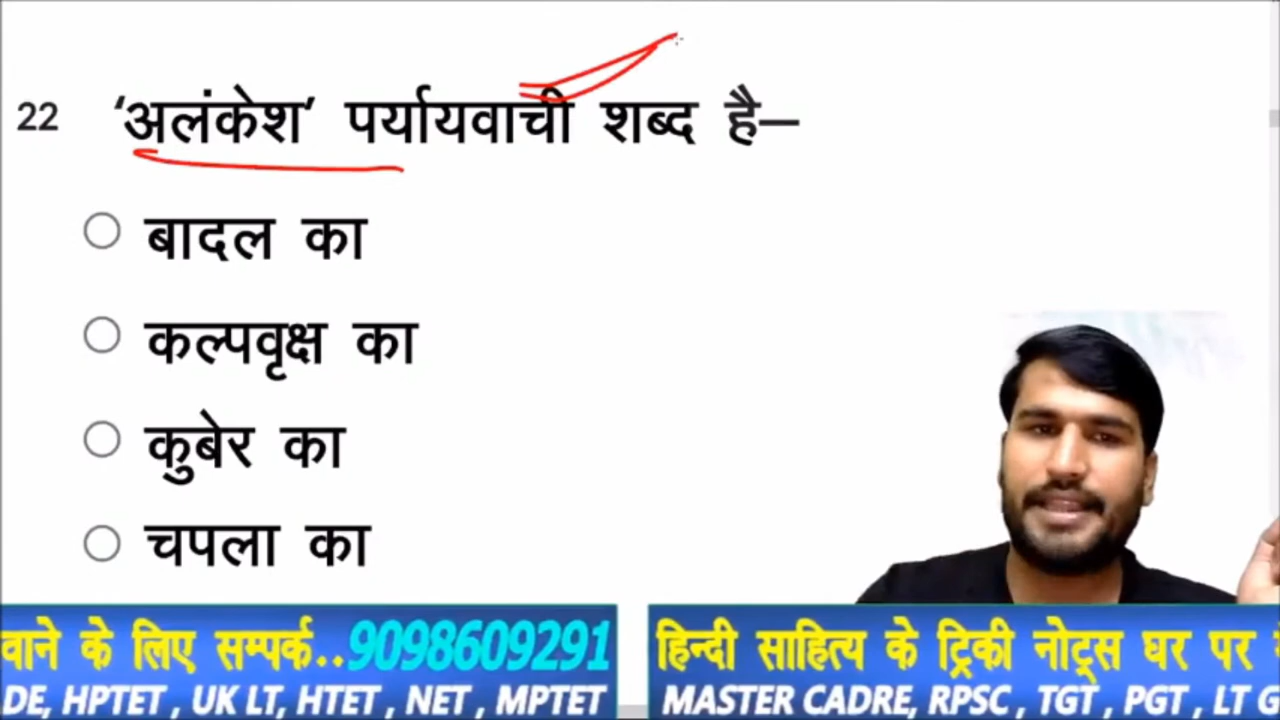 22 ‘अलंकेश’ पर्यायवाची शब्द है–
बादल का
कल्पवृक्ष का
कुबेर का
चपला का
वाने के लिए सम्पर्क..9098609291
DE, HPTET , UK LT, HTET , NET , MPTET
हिन्दी साहित्य के ट्रिकी नोट्स घर पर
MASTER CADRE, RPSC , TGT , PGT , LT G